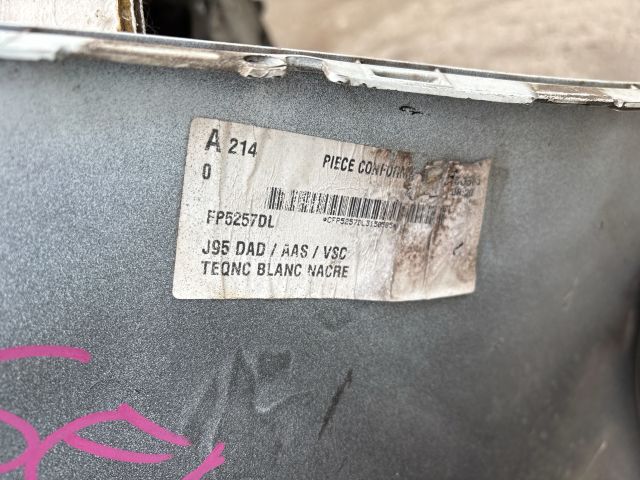 A 214
PIECE CONFORME
0
FP5257DL
J95 DAD / AAS / VSC
TEQNC BLANC NACRE